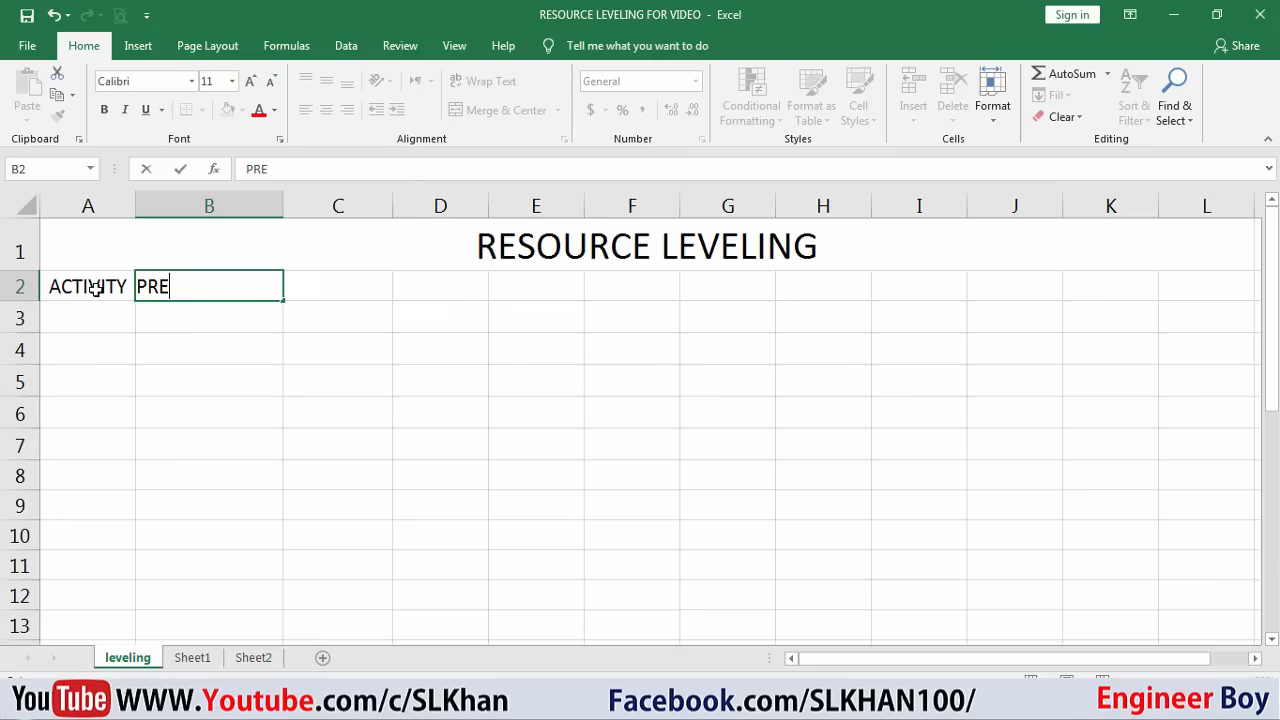 RESOURCE LEVELING FOR VIDEO - Excel
Sign in
File Home Insert Page Layout Formulas Data Review View Help Tell me what you want to do Share
Paste
Calibri 11
Wrap Text
Merge & Center
General
Conditional Formatting
Format as Table
Cell Styles
Insert Delete Format
AutoSum
Fill
Clear
Sort & Filter
Find & Select
Clipboard Font Alignment Number Styles Cells Editing
B2 fx PRE
A B C D E F G H I J K L
1 RESOURCE LEVELING
2 ACTIVITY PRE
3
4
5
6
7
8
9
10
11
12
13
leveling Sheet1 Sheet2
YouTube WWW.Youtube.com/c/SLKhan Facebook.com/SLKHAN100/ Engineer Boy